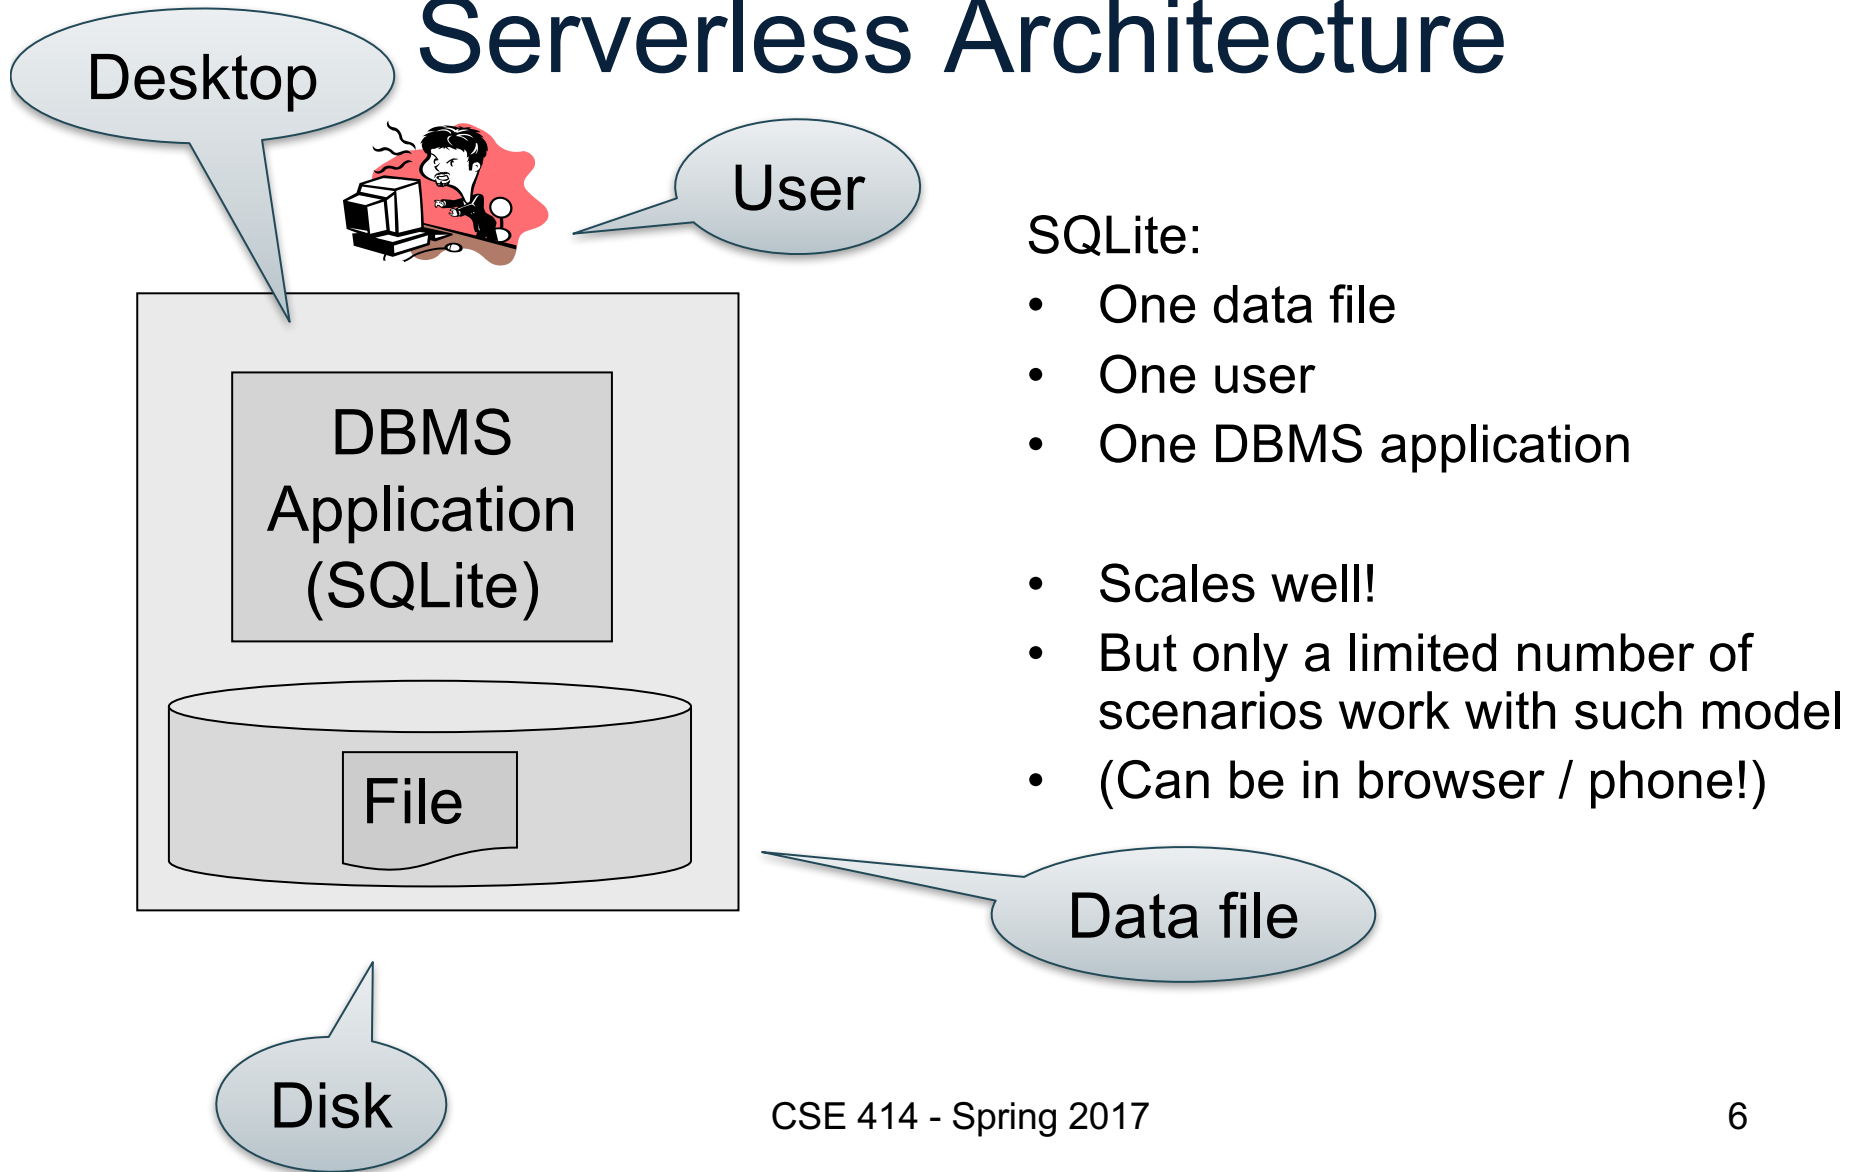 Serverless Architecture
Desktop
User
SQLite:
• One data file
• One user
• One DBMS application
• Scales well!
• But only a limited number of
scenarios work with such model
• (Can be in browser / phone!)
DBMS
Application
(SQLite)
File
Data file
Disk
CSE 414 - Spring 2017
6